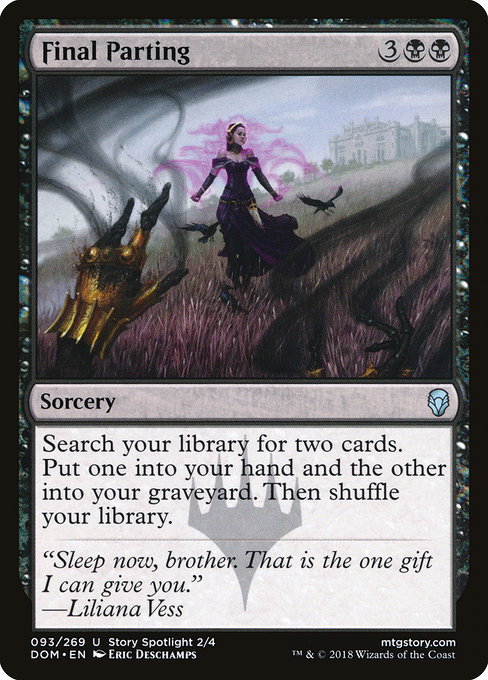 Final Parting 3
Sorcery
Search your library for two cards.
Put one into your hand and the other
into your graveyard. Then shuffle
your library.
“Sleep now, brother. That is the one gift
I can give you.”
—Liliana Vess
093/269 U Story Spotlight 2/4
mtgstory.com
DOM • EN Eric Deschamps
™ & © 2018 Wizards of the Coast